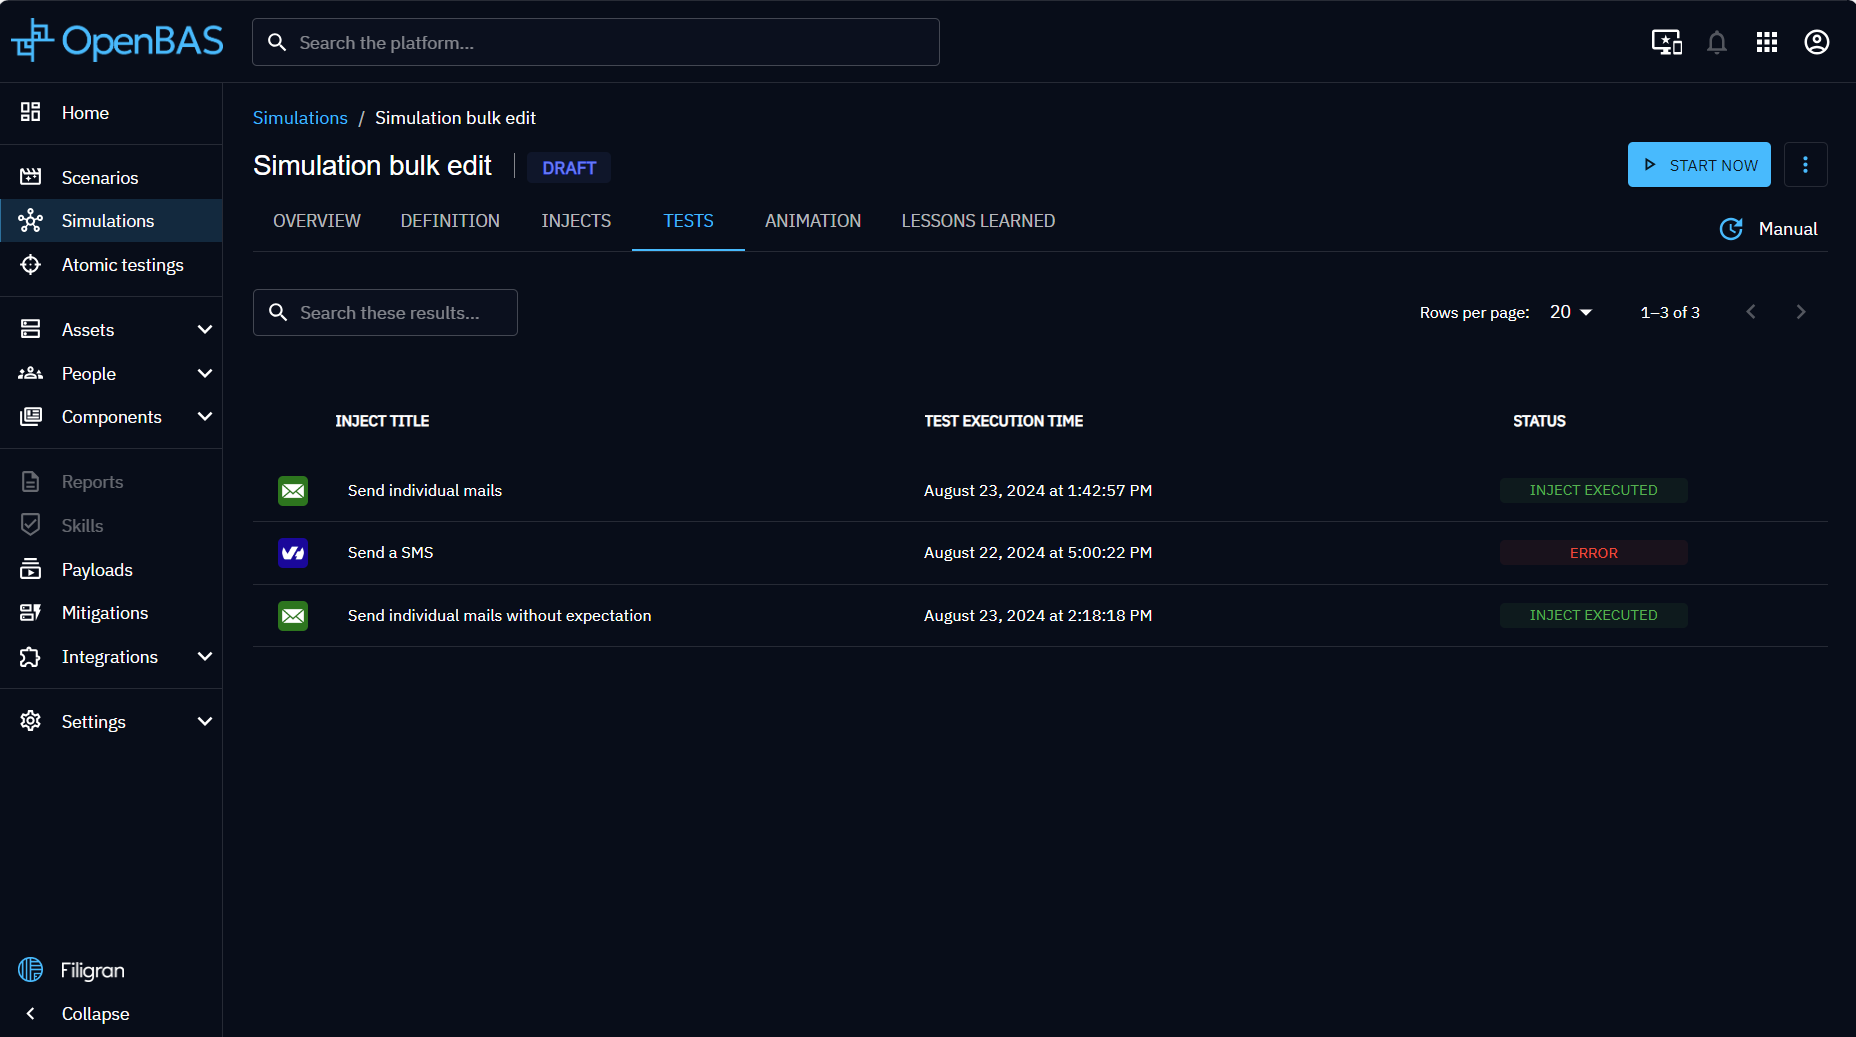 OpenBAS
Search the platform...
Home
Scenarios
Simulations
Atomic testings
Assets
People
Components
Reports
Skills
Payloads
Mitigations
Integrations
Settings
Filigran
Collapse
Simulations / Simulation bulk edit
Simulation bulk edit DRAFT
START NOW
OVERVIEW DEFINITION INJECTS TESTS ANIMATION LESSONS LEARNED
Manual
Search these results...
Rows per page: 20 1–3 of 3
INJECT TITLE TEST EXECUTION TIME STATUS
Send individual mails August 23, 2024 at 1:42:57 PM INJECT EXECUTED
Send a SMS August 22, 2024 at 5:00:22 PM ERROR
Send individual mails without expectation August 23, 2024 at 2:18:18 PM INJECT EXECUTED